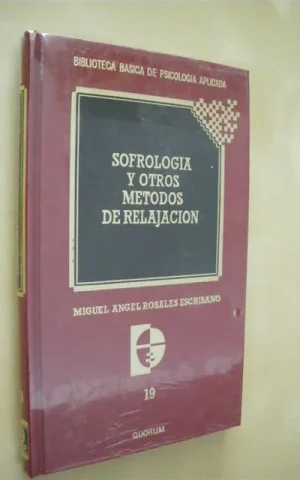 BIBLIOTECA BASICA DE PSICOLOGIA APLICADA
SOFROLOGIA
Y OTROS
METODOS
DE RELAJACION
MIGUEL ANGEL ROSALES ESCRIBANO
19
QUORUM